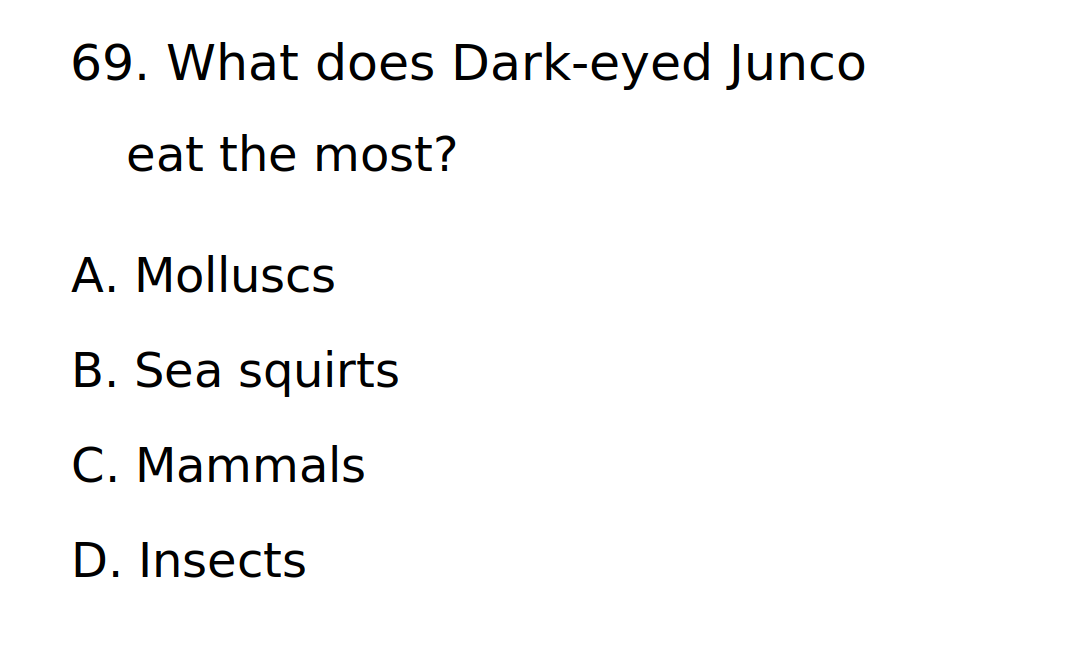 69. What does Dark-eyed Junco
eat the most?
A. Molluscs
B. Sea squirts
C. Mammals
D. Insects